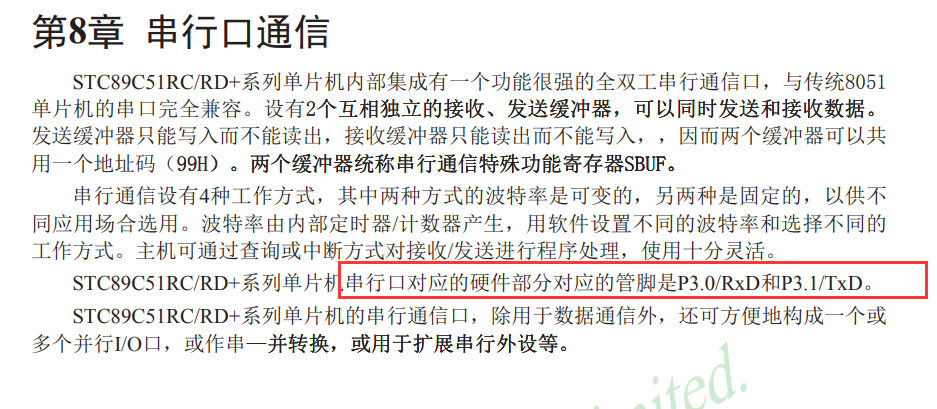 第8章 串行口通信
STC89C51RC/RD+系列单片机内部集成有一个功能很强的全双工串行通信口，与传统8051
单片机的串口完全兼容。设有2个互相独立的接收、发送缓冲器，可以同时发送和接收数据。
发送缓冲器只能写入而不能读出，接收缓冲器只能读出而不能写入，，因而两个缓冲器可以共
用一个地址码（99H）。两个缓冲器统称串行通信特殊功能寄存器SBUF。
串行通信设有4种工作方式，其中两种方式的波特率是可变的，另两种是固定的，以供不
同应用场合选用。波特率由内部定时器/计数器产生，用软件设置不同的波特率和选择不同的
工作方式。主机可通过查询或中断方式对接收/发送进行程序处理，使用十分灵活。
STC89C51RC/RD+系列单片机串行口对应的硬件部分对应的管脚是P3.0/RxD和P3.1/TxD。
STC89C51RC/RD+系列单片机的串行通信口，除用于数据通信外，还可方便地构成一个或
多个并行I/O口，或作串—并转换，或用于扩展串行外设等。